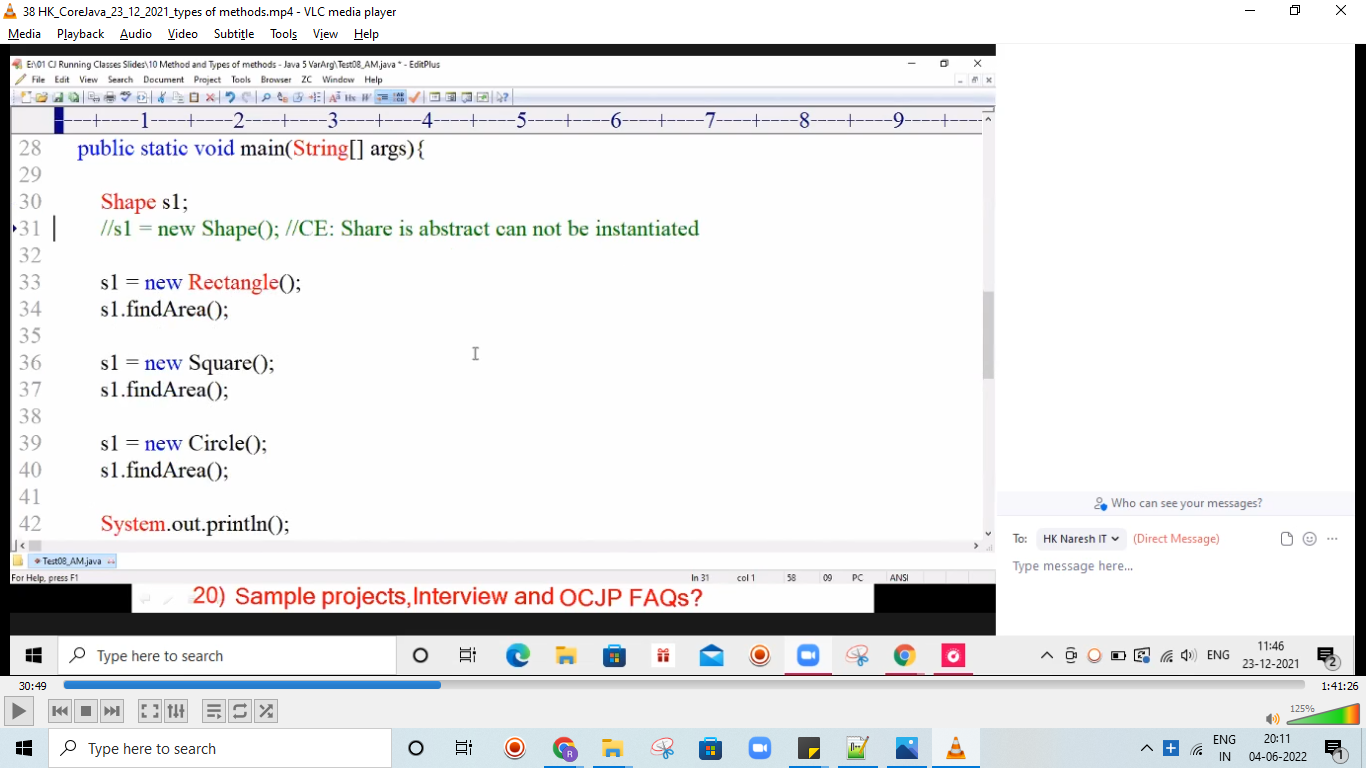 38 HK_CoreJava_23_12_2021_types of methods.mp4 - VLC media player
Media Playback Audio Video Subtitle Tools View Help
E:\01 CJ Running Classes Slides\10 Method and Types of methods - Java 5 VarArg\Test08_AM.java * - EditPlus
File Edit View Search Document Project Tools Browser ZC Window Help
----+----1----+----2----+----3----+----4----+----5----+----6----+----7----+----8----+----9----+----
28 public static void main(String[] args){
29
30 Shape s1;
31 //s1 = new Shape(); //CE: Share is abstract can not be instantiated
32
33 s1 = new Rectangle();
34 s1.findArea();
35
36 s1 = new Square();
37 s1.findArea();
38
39 s1 = new Circle();
40 s1.findArea();
41
42 System.out.println();
Test08_AM.java
For Help, press F1 ln 31 col 1 58 09 PC ANSI
20) Sample projects,Interview and OCJP FAQs?
Who can see your messages?
To: HK Naresh IT (Direct Message)
Type message here...
Type here to search ENG 11:46
23-12-2021 2
30:49 1:41:26
125%
Type here to search ENG 20:11
IN 04-06-2022 1